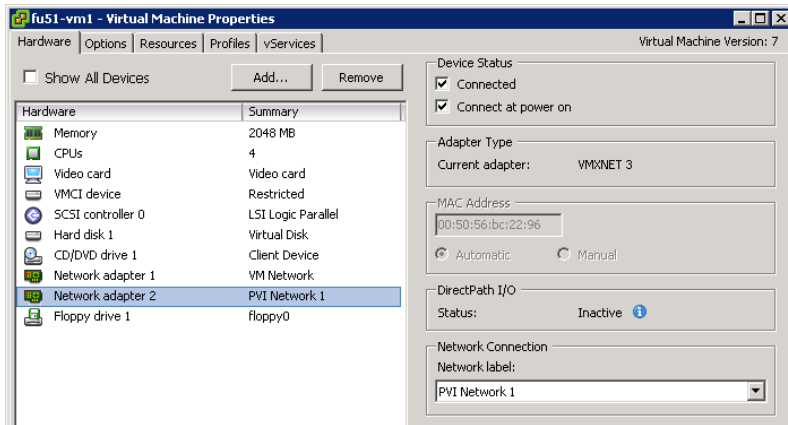 fu51-vm1 - Virtual Machine Properties
Hardware Options Resources Profiles vServices Virtual Machine Version: 7
Show All Devices Add... Remove
Hardware Summary
Memory 2048 MB
CPUs 4
Video card Video card
VMCI device Restricted
SCSI controller 0 LSI Logic Parallel
Hard disk 1 Virtual Disk
CD/DVD drive 1 Client Device
Network adapter 1 VM Network
Network adapter 2 PVI Network 1
Floppy drive 1 floppy0
Device Status
Connected
Connect at power on
Adapter Type
Current adapter: VMXNET 3
MAC Address
00:50:56:bc:22:96
Automatic Manual
DirectPath I/O
Status: Inactive
Network Connection
Network label:
PVI Network 1